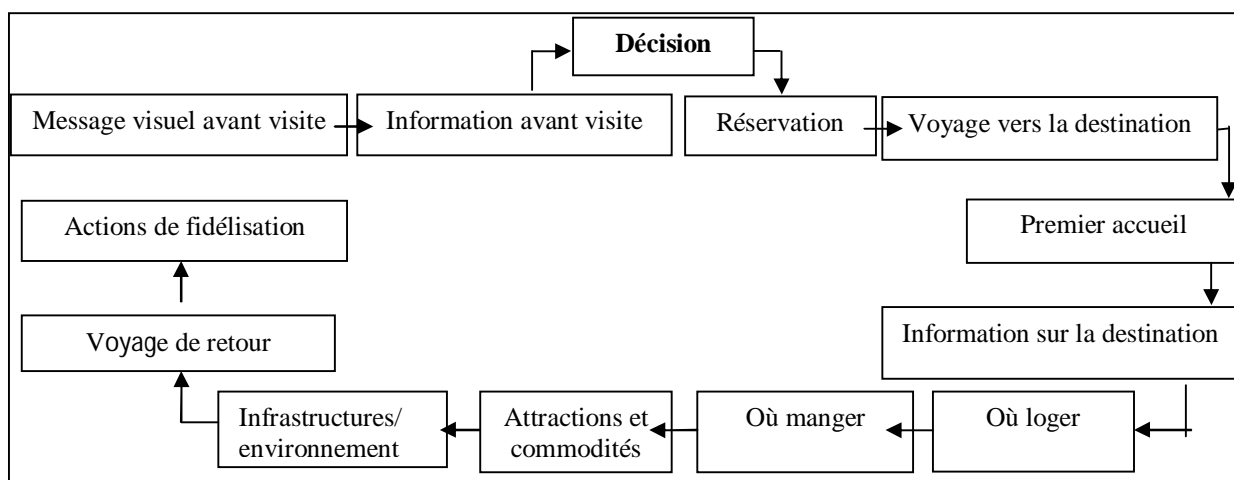 Décision
Message visuel avant visite
Information avant visite
Réservation
Voyage vers la destination
Actions de fidélisation
Premier accueil
Voyage de retour
Information sur la destination
Infrastructures/
environnement
Attractions et
commodités
Où manger
Où loger